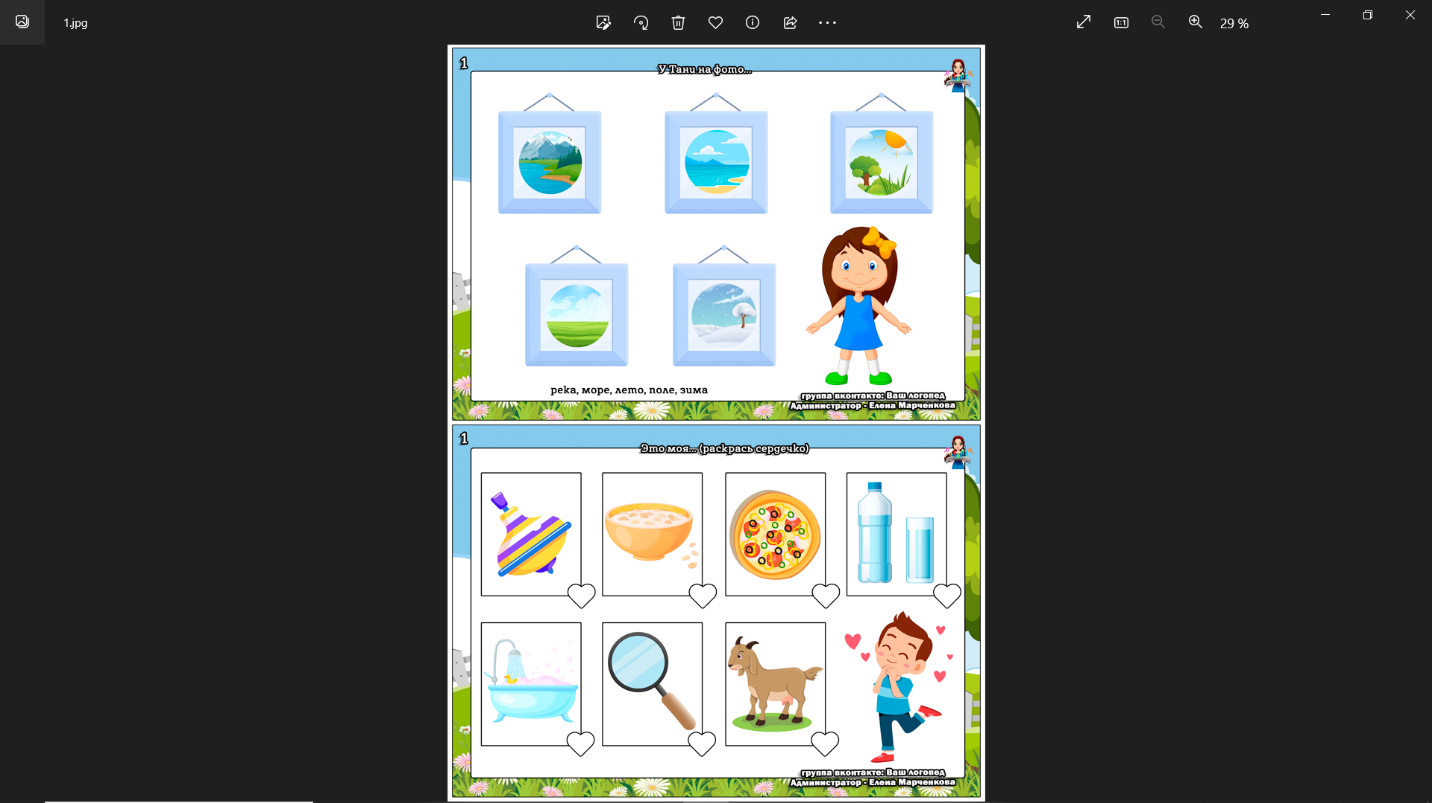 1.jpg
29 %
1
У Тани на фото...
река, море, лето, поле, зима
группа вконтакте: Ваш логопед
Администратор - Елена Марченкова
1
Это моя... (раскрась сердечко)
группа вконтакте: Ваш логопед
Администратор - Елена Марченкова